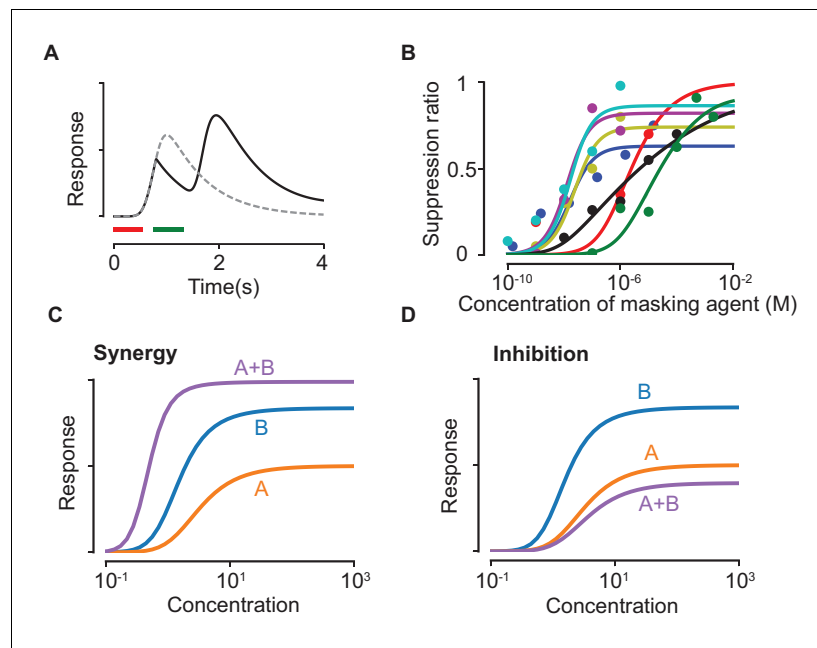 A
Response
0
2
4
Time(s)
B
Suppression ratio
1
0.5
0
10-10
10-6
10-2
Concentration of masking agent (M)
C
Synergy
A+B
B
A
Response
10-1
101
103
Concentration
D
Inhibition
B
A
A+B
Response
10-1
101
103
Concentration